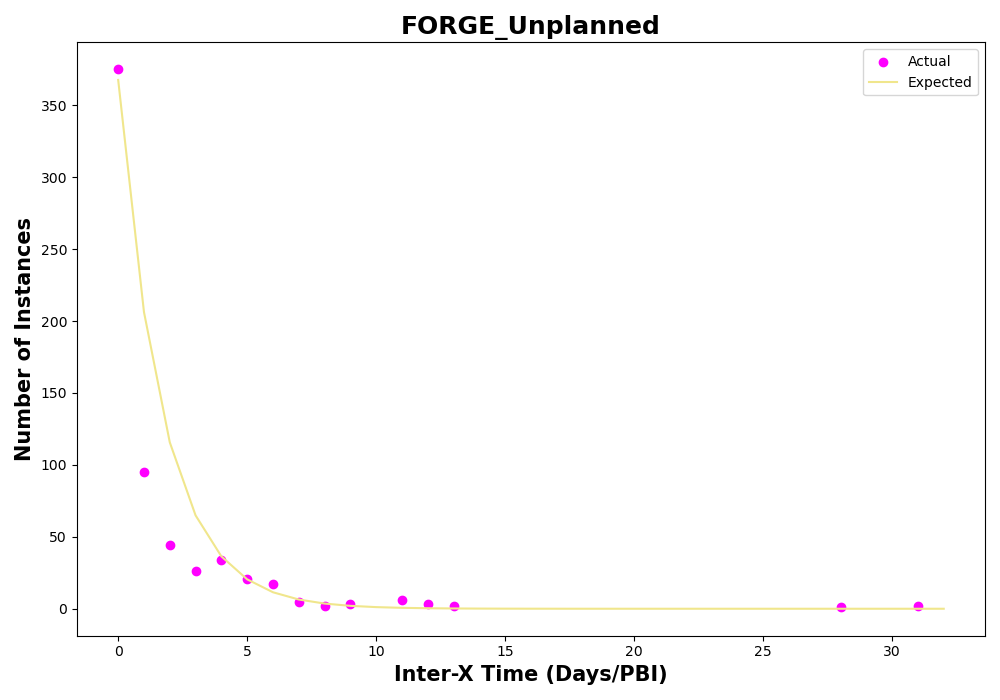 FORGE_Unplanned
Actual
Expected
Number of Instances
350
300
250
200
150
100
50
0
0 5 10 15 20 25 30
Inter-X Time (Days/PBI)